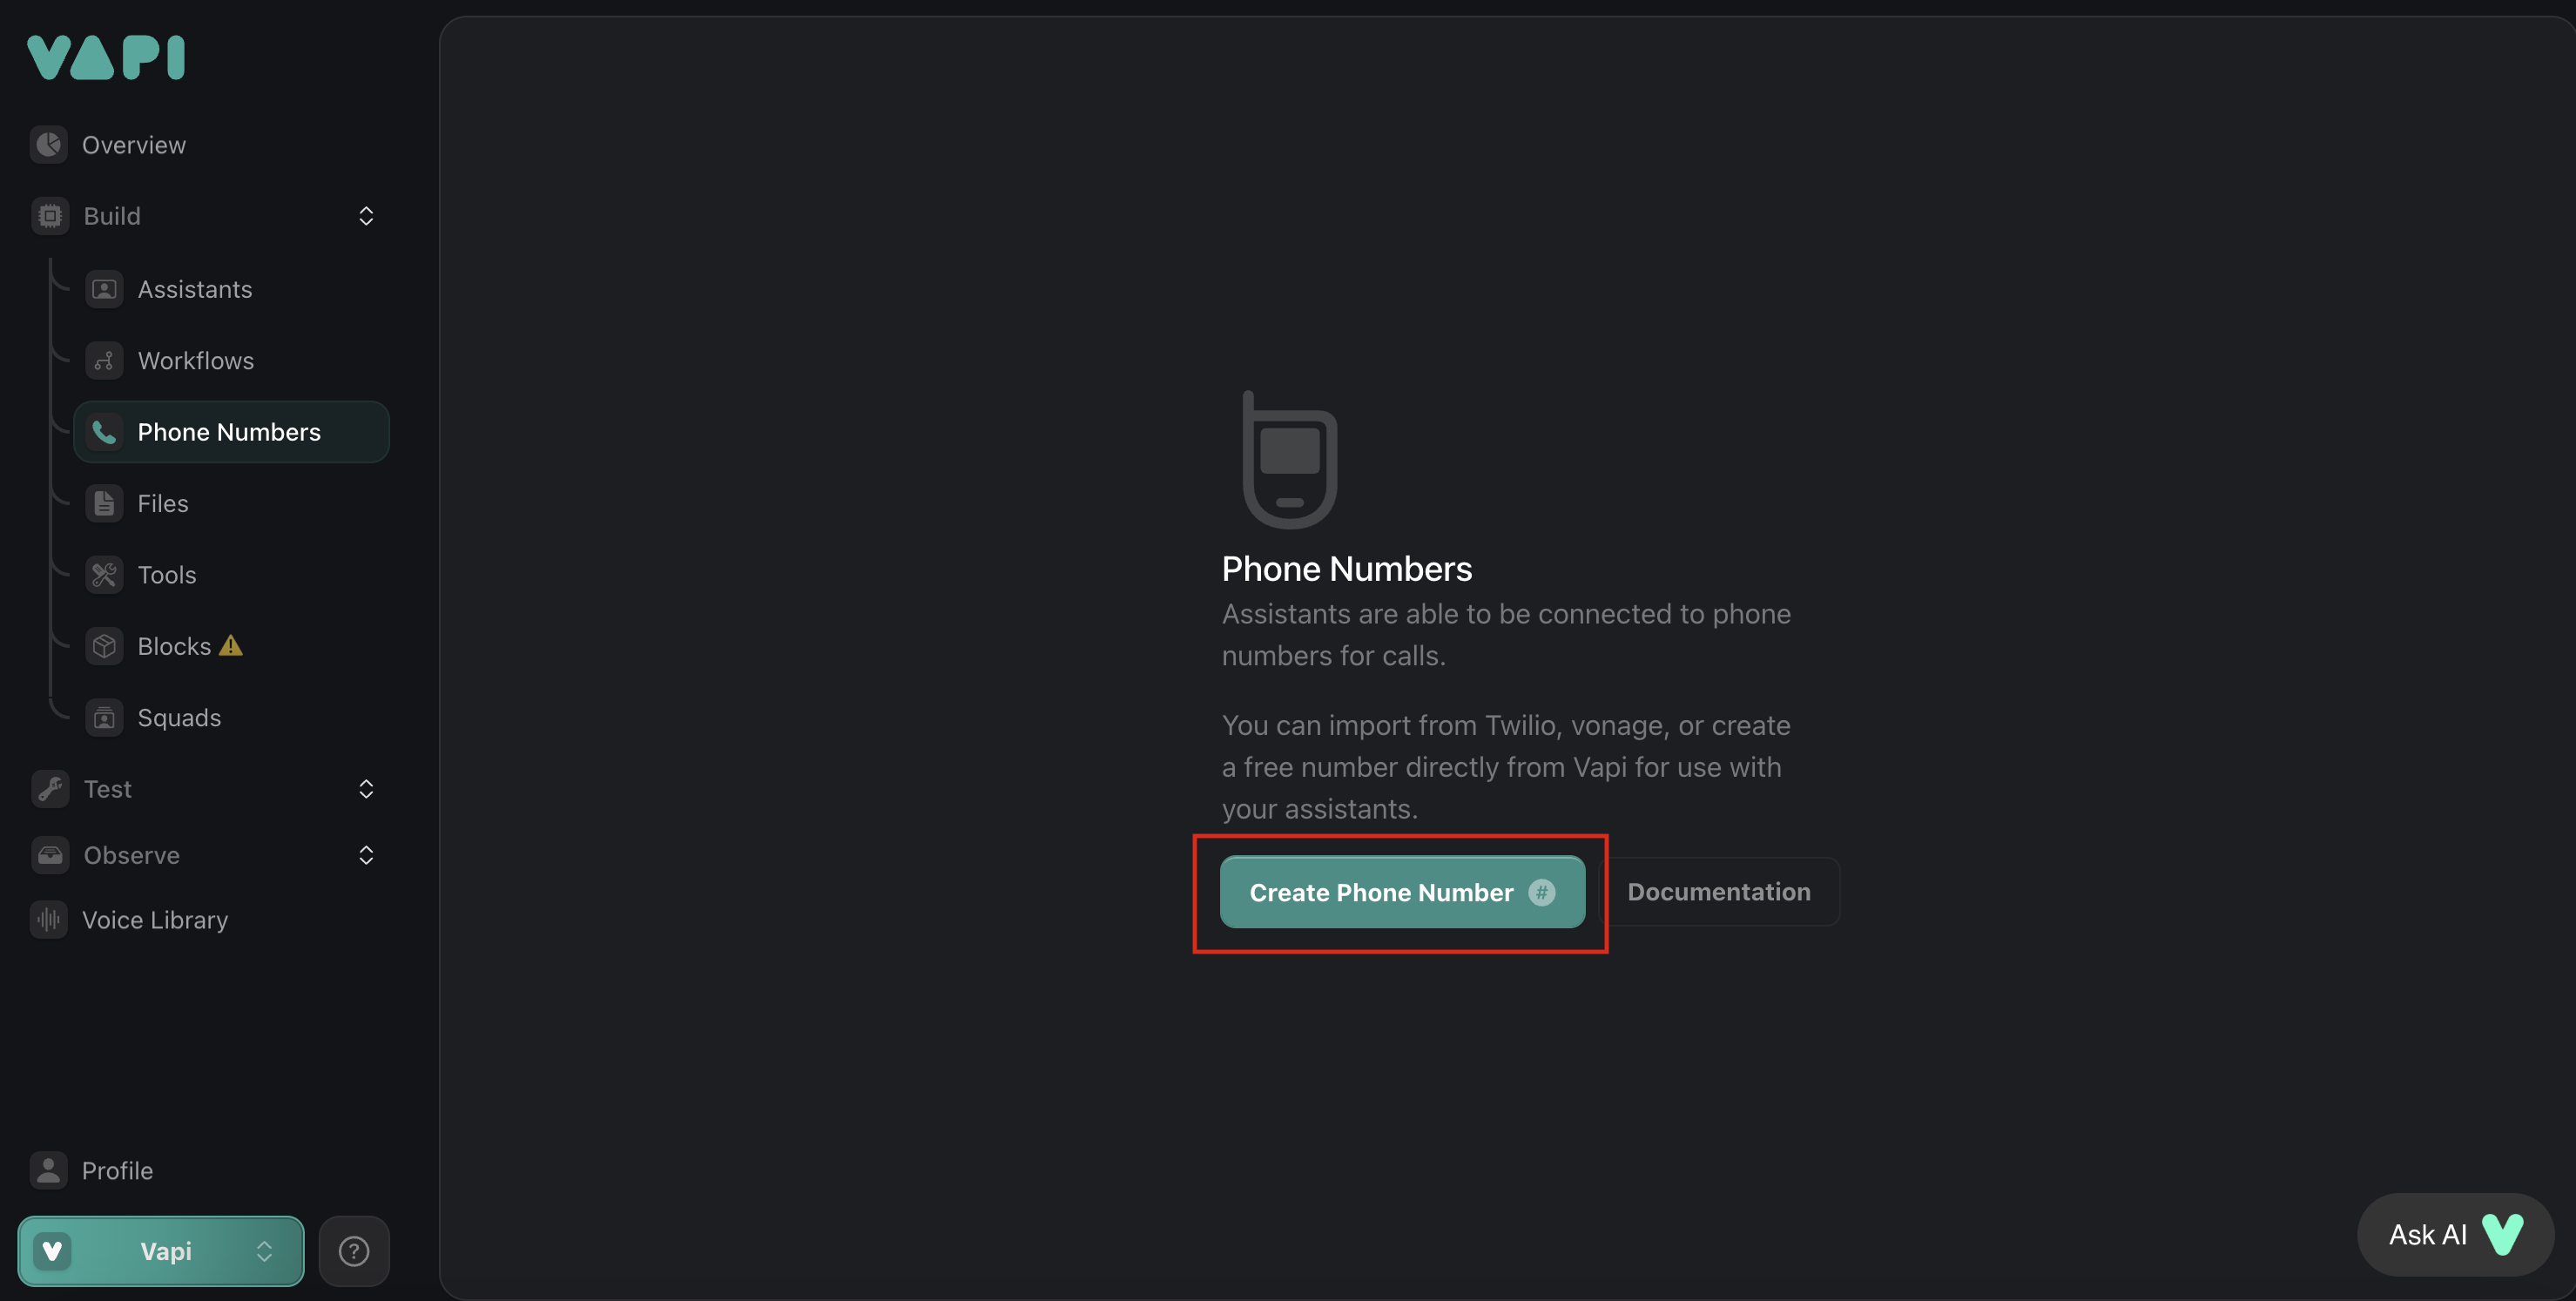 VAPI
Overview
Build
Assistants
Workflows
Phone Numbers
Files
Tools
Blocks
Squads
Test
Observe
Voice Library
Profile
Vapi
?
Phone Numbers
Assistants are able to be connected to phone
numbers for calls.
You can import from Twilio, vonage, or create
a free number directly from Vapi for use with
your assistants.
Create Phone Number #
Documentation
Ask AI